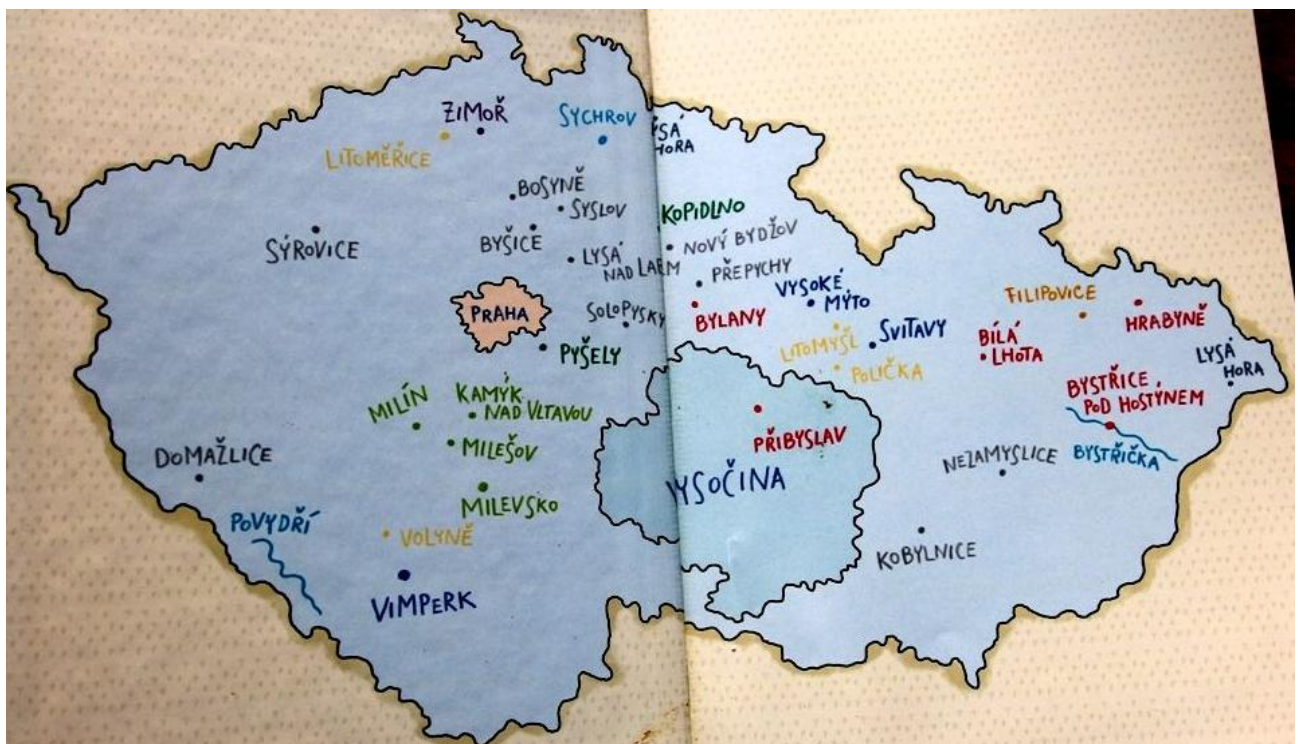 ŽIMOŘ
SYCHROV
LITOMĚŘICE
HORA
BOSYNĚ
SYSLOV
KOPIDLNO
SÝROVICE
BYŠICE
NOVÝ BYDŽOV
LYSÁ
NAD LABEM
PŘEPYCHY
PRAHA
SOLOPYSKY
BYLANY
VYSOKÉ
MÝTO
FILIPOVICE
HRABYNĚ
PYŠELY
LITOMYŠL
SVITAVY
BÍLÁ
LHOTA
LYSÁ
HORA
POLIČKA
MILÍN
KAMÝK
NAD VLTAVOU
BYSTŘICE
POD HOSTÝNEM
MILEŠOV
PŘIBYSLAV
DOMAŽLICE
NEZAMYSLICE
BYSTŘIČKA
VYSOČINA
MILEVSKO
POVYDŘÍ
VOLYNĚ
KOBYLNICE
VIMPERK